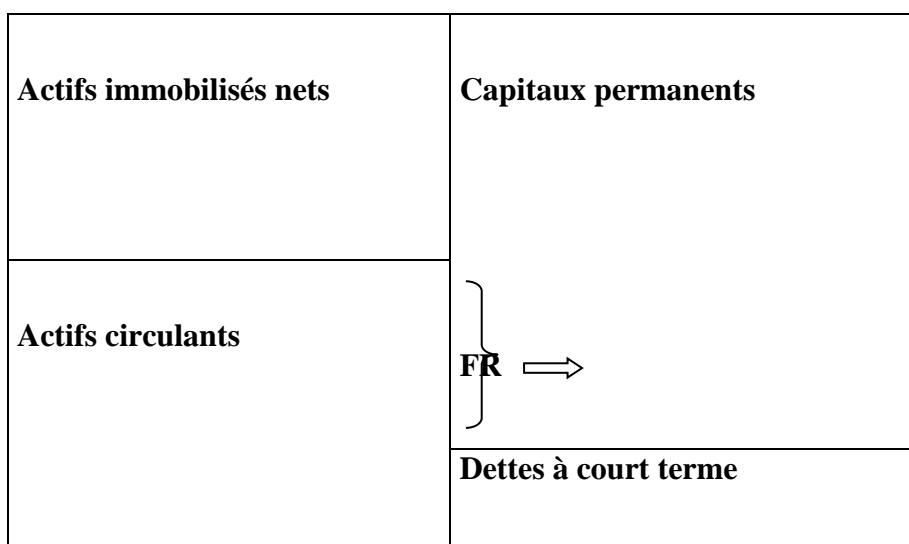 Actifs immobilisés nets
Capitaux permanents
Actifs circulants
FR
Dettes à court terme